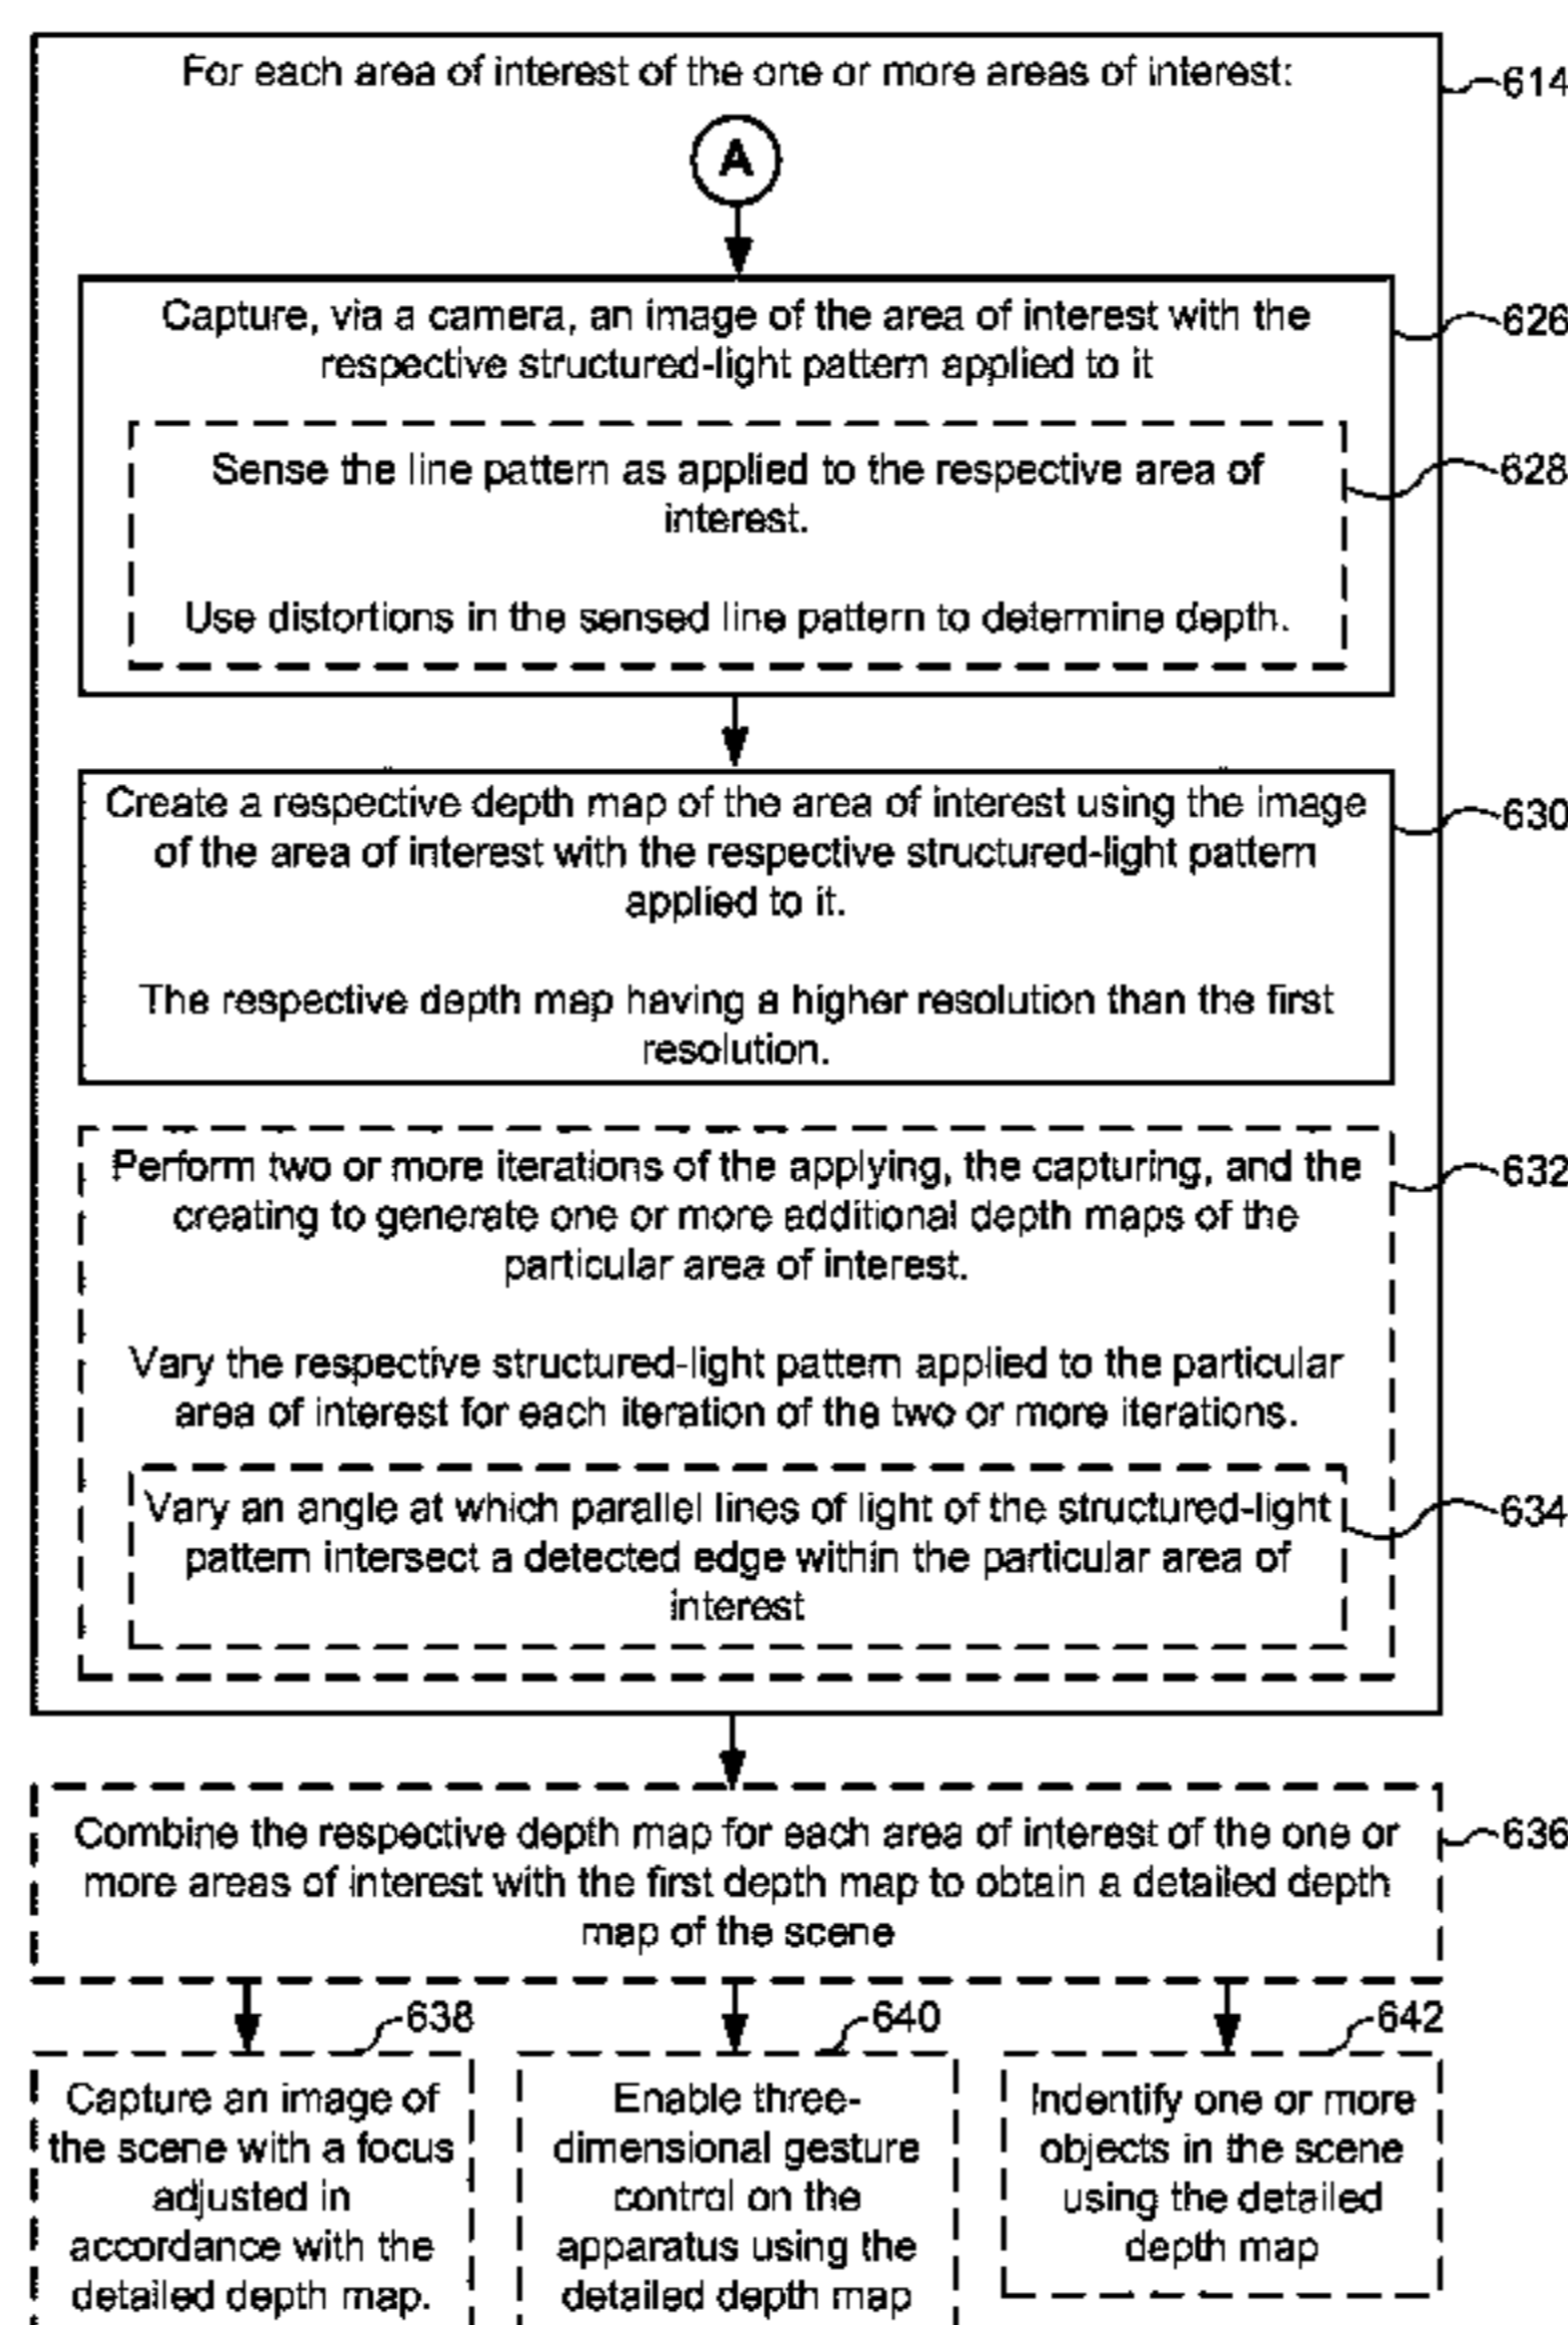 For each area of interest of the one or more areas of interest:
614
A
Capture, via a camera, an image of the area of interest with the
respective structured-light pattern applied to it
626
Sense the line pattern as applied to the respective area of
interest.
628
Use distortions in the sensed line pattern to determine depth.
Create a respective depth map of the area of interest using the image
of the area of interest with the respective structured-light pattern
applied to it.
630
The respective depth map having a higher resolution than the first
resolution.
Perform two or more iterations of the applying, the capturing, and the
creating to generate one or more additional depth maps of the
particular area of interest.
632
Vary the respective structured-light pattern applied to the particular
area of interest for each iteration of the two or more iterations.
Vary an angle at which parallel lines of light of the structured-light
pattern intersect a detected edge within the particular area of
interest
634
Combine the respective depth map for each area of interest of the one or
more areas of interest with the first depth map to obtain a detailed depth
map of the scene
636
638
Capture an image of
the scene with a focus
adjusted in
accordance with the
detailed depth map.
640
Enable three-
dimensional gesture
control on the
apparatus using the
detailed depth map
642
Indentify one or more
objects in the scene
using the detailed
depth map